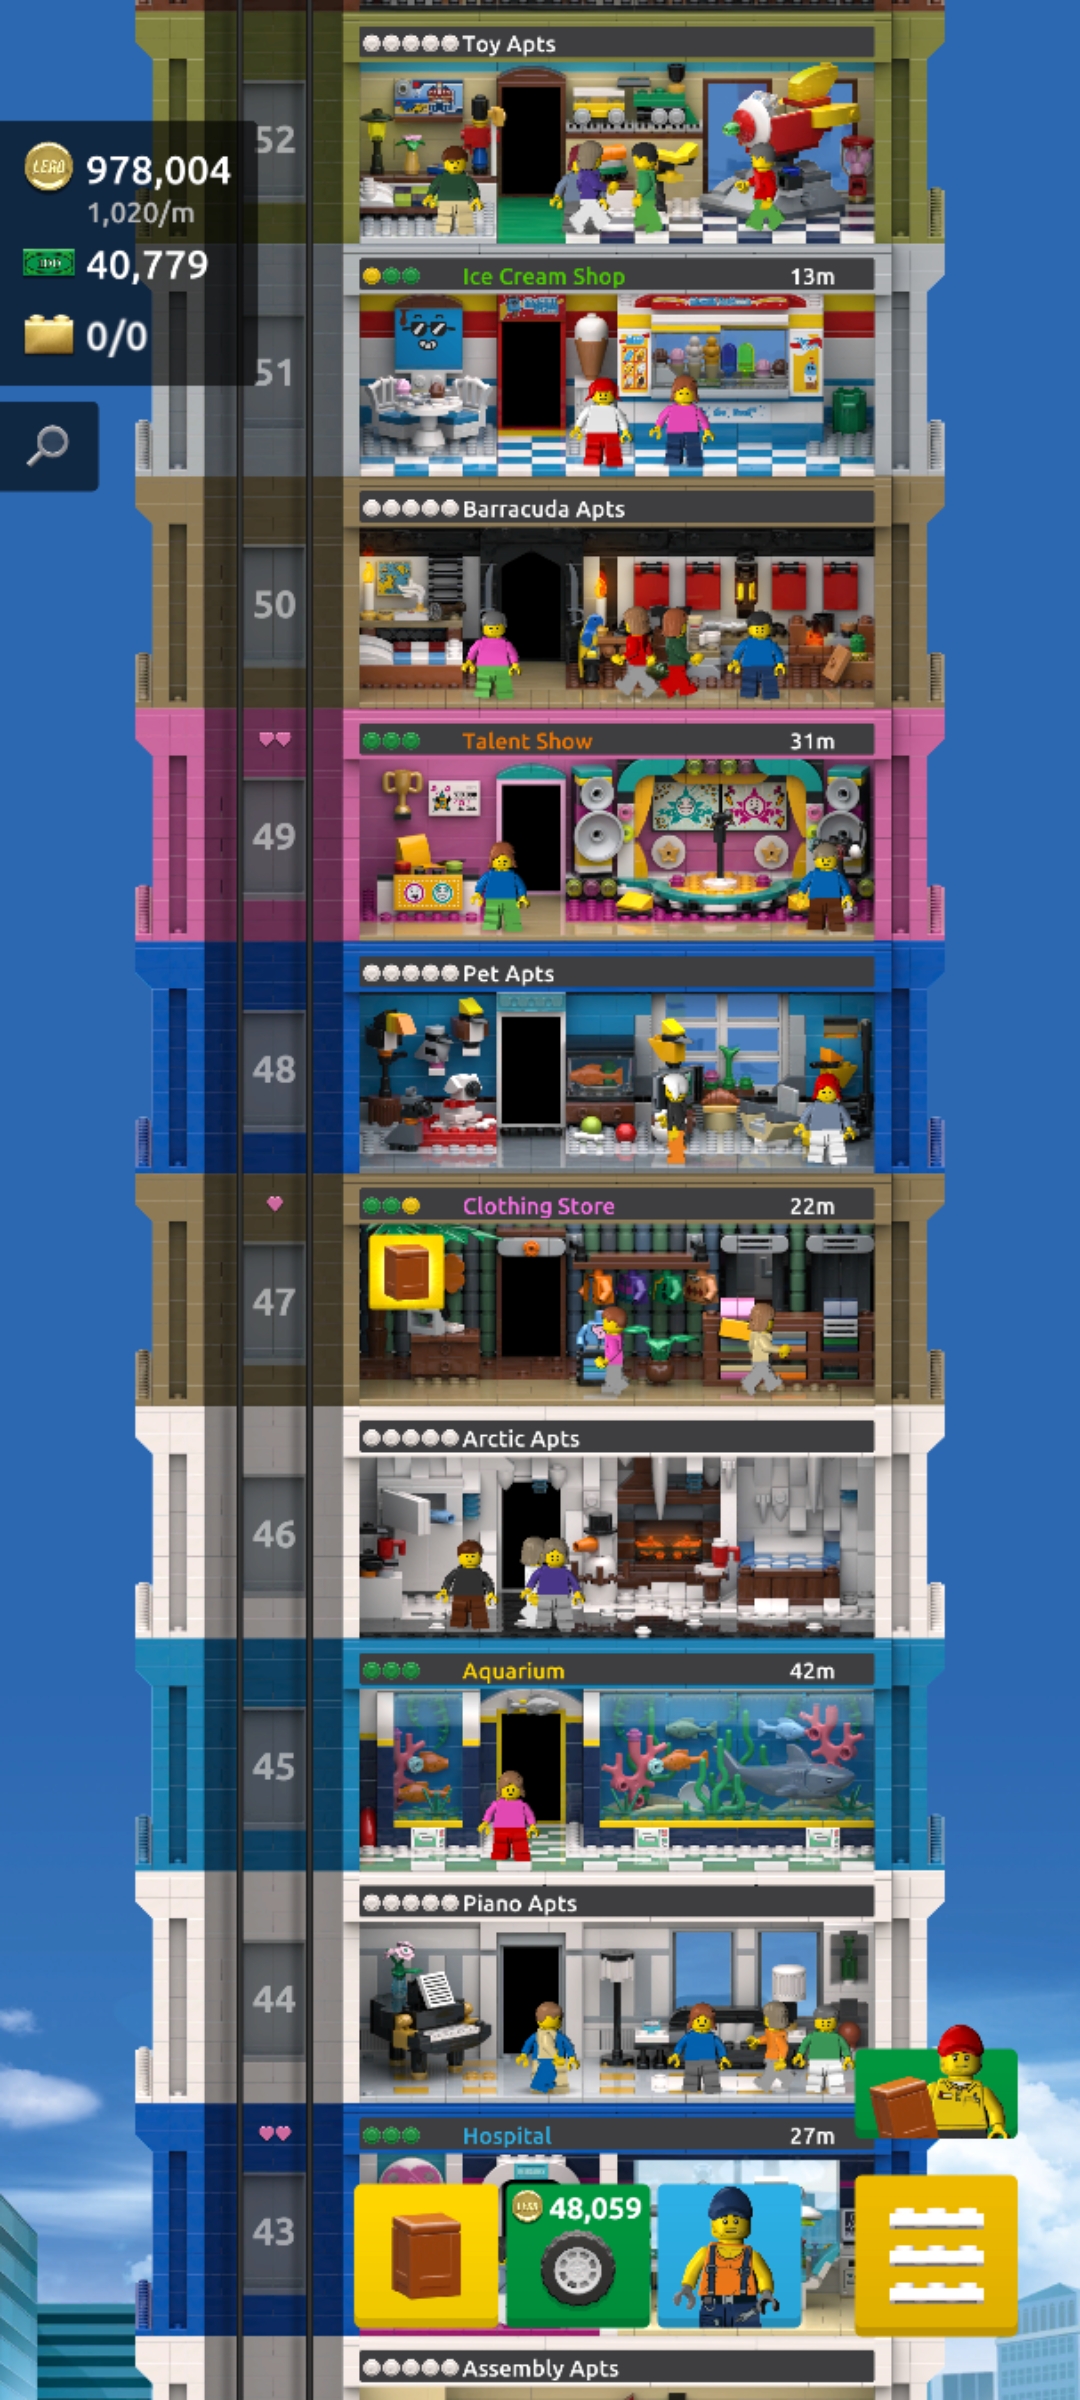 Toy Apts
52
LEGO 978,004
1,020/m
40,779
0/0
Ice Cream Shop 13m
51
Barracuda Apts
50
Talent Show 31m
49
Pet Apts
48
Clothing Store 22m
47
Arctic Apts
46
Aquarium 42m
45
Piano Apts
44
Hospital 27m
43
48,059
Assembly Apts